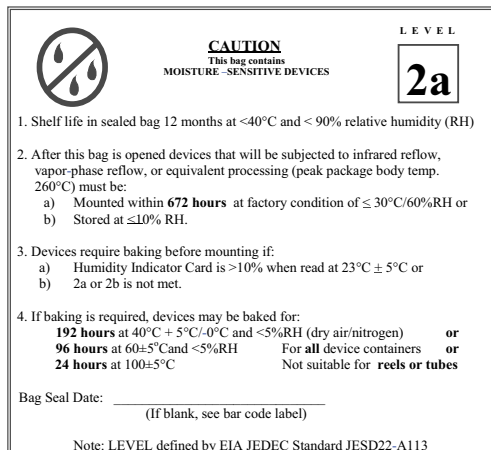 LEVEL
CAUTION
This bag contains
MOISTURE –SENSITIVE DEVICES
2a
1. Shelf life in sealed bag 12 months at <40°C and < 90% relative humidity (RH)
2. After this bag is opened devices that will be subjected to infrared reflow,
vapor-phase reflow, or equivalent processing (peak package body temp.
260°C) must be:
a) Mounted within 672 hours at factory condition of ≤ 30°C/60%RH or
b) Stored at ≤10% RH.
3. Devices require baking before mounting if:
a) Humidity Indicator Card is >10% when read at 23°C ± 5°C or
b) 2a or 2b is not met.
4. If baking is required, devices may be baked for:
192 hours at 40°C + 5°C/-0°C and <5%RH (dry air/nitrogen) or
96 hours at 60±5°Cand <5%RH For all device containers or
24 hours at 100±5°C Not suitable for reels or tubes
Bag Seal Date: ______________________________
(If blank, see bar code label)
Note: LEVEL defined by EIA JEDEC Standard JESD22-A113